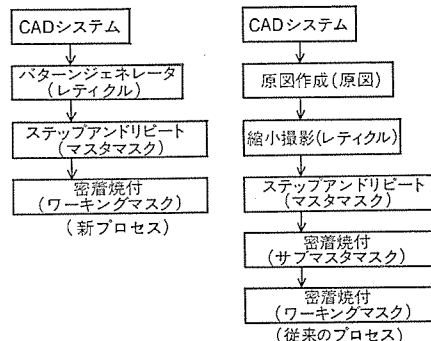 CADシステム
パターンジェネレータ
(レティクル)
ステップアンドリピート
(マスタマスク)
密着焼付
(ワーキングマスク)
(新プロセス)
CADシステム
原図作成(原図)
縮小撮影(レティクル)
ステップアンドリピート
(マスタマスク)
密着焼付
(サブマスタマスク)
密着焼付
(ワーキングマスク)
(従来のプロセス)